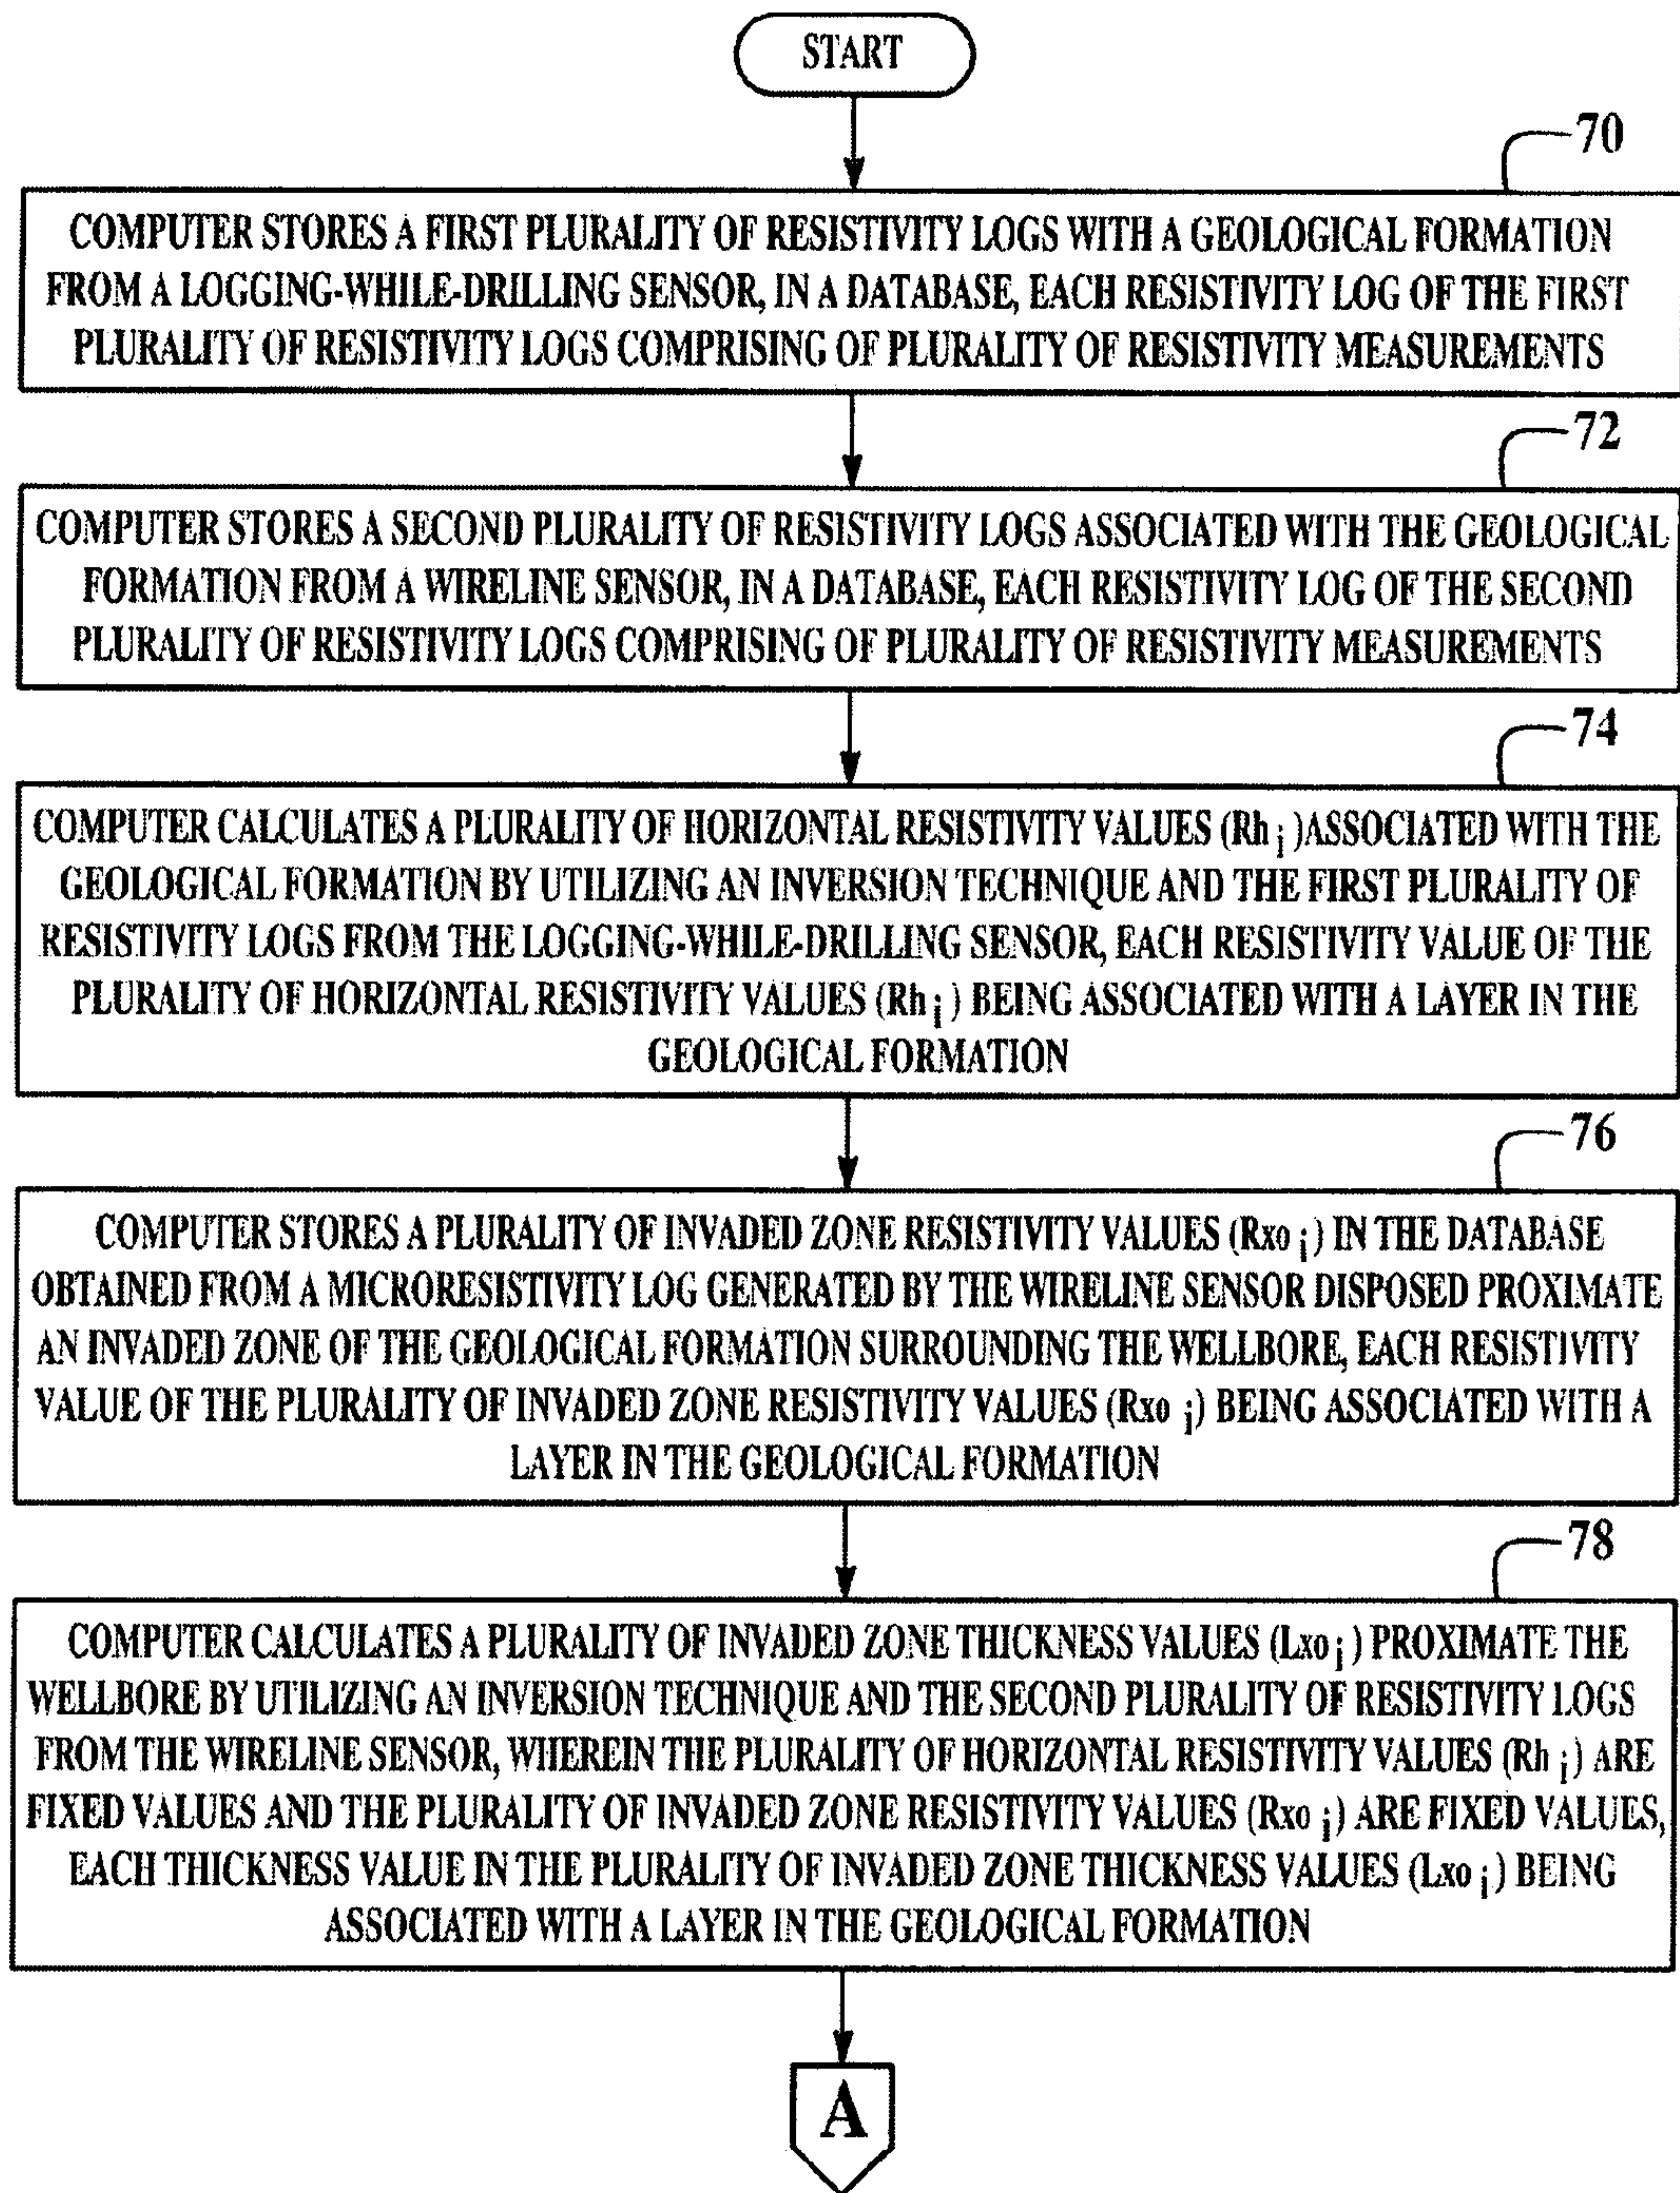 START
70
COMPUTER STORES A FIRST PLURALITY OF RESISTIVITY LOGS WITH A GEOLOGICAL FORMATION
FROM A LOGGING-WHILE-DRILLING SENSOR, IN A DATABASE, EACH RESISTIVITY LOG OF THE FIRST
PLURALITY OF RESISTIVITY LOGS COMPRISING OF PLURALITY OF RESISTIVITY MEASUREMENTS
72
COMPUTER STORES A SECOND PLURALITY OF RESISTIVITY LOGS ASSOCIATED WITH THE GEOLOGICAL
FORMATION FROM A WIRELINE SENSOR, IN A DATABASE, EACH RESISTIVITY LOG OF THE SECOND
PLURALITY OF RESISTIVITY LOGS COMPRISING OF PLURALITY OF RESISTIVITY MEASUREMENTS
74
COMPUTER CALCULATES A PLURALITY OF HORIZONTAL RESISTIVITY VALUES (Rh i )ASSOCIATED WITH THE
GEOLOGICAL FORMATION BY UTILIZING AN INVERSION TECHNIQUE AND THE FIRST PLURALITY OF
RESISTIVITY LOGS FROM THE LOGGING-WHILE-DRILLING SENSOR, EACH RESISTIVITY VALUE OF THE
PLURALITY OF HORIZONTAL RESISTIVITY VALUES (Rh i ) BEING ASSOCIATED WITH A LAYER IN THE
GEOLOGICAL FORMATION
76
COMPUTER STORES A PLURALITY OF INVADED ZONE RESISTIVITY VALUES (Rxo i ) IN THE DATABASE
OBTAINED FROM A MICRORESISTIVITY LOG GENERATED BY THE WIRELINE SENSOR DISPOSED PROXIMATE
AN INVADED ZONE OF THE GEOLOGICAL FORMATION SURROUNDING THE WELLBORE, EACH RESISTIVITY
VALUE OF THE PLURALITY OF INVADED ZONE RESISTIVITY VALUES (Rxo i ) BEING ASSOCIATED WITH A
LAYER IN THE GEOLOGICAL FORMATION
78
COMPUTER CALCULATES A PLURALITY OF INVADED ZONE THICKNESS VALUES (Lxo i ) PROXIMATE THE
WELLBORE BY UTILIZING AN INVERSION TECHNIQUE AND THE SECOND PLURALITY OF RESISTIVITY LOGS
FROM THE WIRELINE SENSOR, WHEREIN THE PLURALITY OF HORIZONTAL RESISTIVITY VALUES (Rh i ) ARE
FIXED VALUES AND THE PLURALITY OF INVADED ZONE RESISTIVITY VALUES (Rxo i ) ARE FIXED VALUES,
EACH THICKNESS VALUE IN THE PLURALITY OF INVADED ZONE THICKNESS VALUES (Lxo i ) BEING
ASSOCIATED WITH A LAYER IN THE GEOLOGICAL FORMATION
A